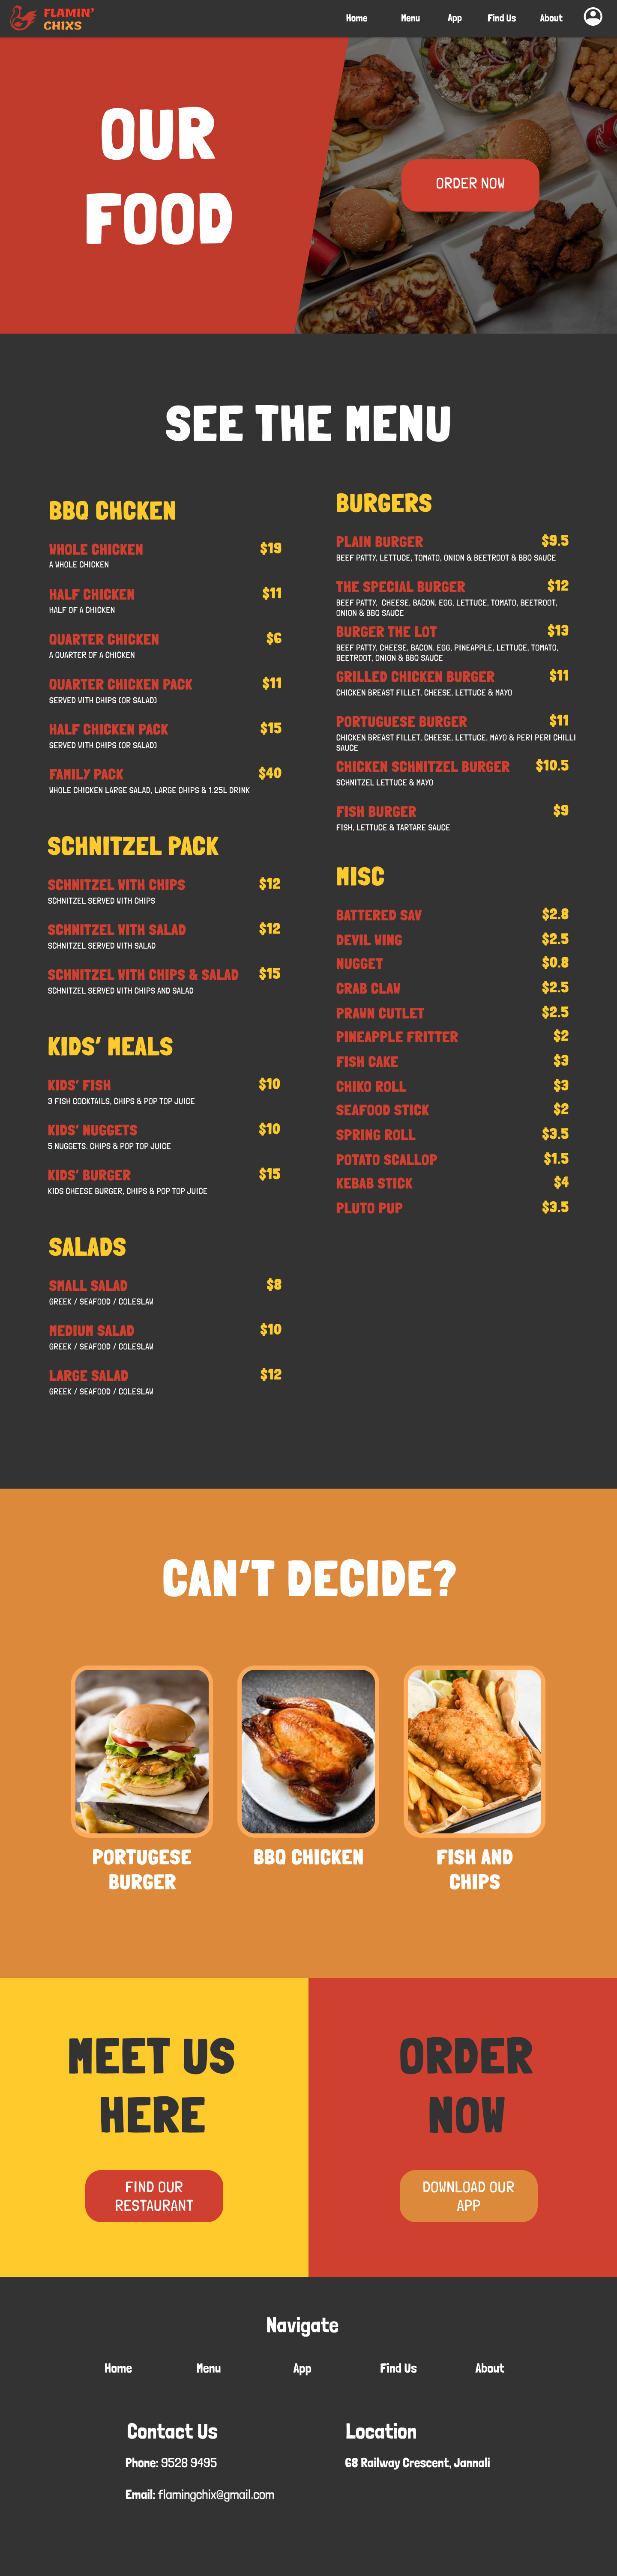 FLAMIN'
CHIXS
Home Menu App Find Us About
OUR
FOOD
ORDER NOW
SEE THE MENU
BBQ CHCKEN
WHOLE CHICKEN $19
A WHOLE CHICKEN
HALF CHICKEN $11
HALF OF A CHICKEN
QUARTER CHICKEN $6
A QUARTER OF A CHICKEN
QUARTER CHICKEN PACK $11
SERVED WITH CHIPS (OR SALAD)
HALF CHICKEN PACK $15
SERVED WITH CHIPS (OR SALAD)
FAMILY PACK $40
WHOLE CHICKEN LARGE SALAD, LARGE CHIPS & 1.25L DRINK
SCHNITZEL PACK
SCHNITZEL WITH CHIPS $12
SCHNITZEL SERVED WITH CHIPS
SCHNITZEL WITH SALAD $12
SCHNITZEL SERVED WITH SALAD
SCHNITZEL WITH CHIPS & SALAD $15
SCHNITZEL SERVED WITH CHIPS AND SALAD
KIDS' MEALS
KIDS' FISH $10
3 FISH COCKTAILS, CHIPS & POP TOP JUICE
KIDS' NUGGETS $10
5 NUGGETS. CHIPS & POP TOP JUICE
KIDS' BURGER $15
KIDS CHEESE BURGER, CHIPS & POP TOP JUICE
SALADS
SMALL SALAD $8
GREEK / SEAFOOD / COLESLAW
MEDIUM SALAD $10
GREEK / SEAFOOD / COLESLAW
LARGE SALAD $12
GREEK / SEAFOOD / COLESLAW
BURGERS
PLAIN BURGER $9.5
BEEF PATTY, LETTUCE, TOMATO, ONION & BEETROOT & BBQ SAUCE
THE SPECIAL BURGER $12
BEEF PATTY, CHEESE, BACON, EGG, LETTUCE, TOMATO, BEETROOT,
ONION & BBQ SAUCE
BURGER THE LOT $13
BEEF PATTY, CHEESE, BACON, EGG, PINEAPPLE, LETTUCE, TOMATO,
BEETROOT, ONION & BBQ SAUCE
GRILLED CHICKEN BURGER $11
CHICKEN BREAST FILLET, CHEESE, LETTUCE & MAYO
PORTUGUESE BURGER $11
CHICKEN BREAST FILLET, CHEESE, LETTUCE, MAYO & PERI PERI CHILLI
SAUCE
CHICKEN SCHNITZEL BURGER $10.5
SCHNITZEL LETTUCE & MAYO
FISH BURGER $9
FISH, LETTUCE & TARTARE SAUCE
MISC
BATTERED SAV $2.8
DEVIL WING $2.5
NUGGET $0.8
CRAB CLAW $2.5
PRAWN CUTLET $2.5
PINEAPPLE FRITTER $2
FISH CAKE $3
CHIKO ROLL $3
SEAFOOD STICK $2
SPRING ROLL $3.5
POTATO SCALLOP $1.5
KEBAB STICK $4
PLUTO PUP $3.5
CAN'T DECIDE?
PORTUGESE
BURGER
BBQ CHICKEN
FISH AND
CHIPS
MEET US
HERE
FIND OUR
RESTAURANT
ORDER
NOW
DOWNLOAD OUR
APP
Navigate
Home Menu App Find Us About
Contact Us
Phone: 9528 9495
Email: flamingchix@gmail.com
Location
68 Railway Crescent, Jannali